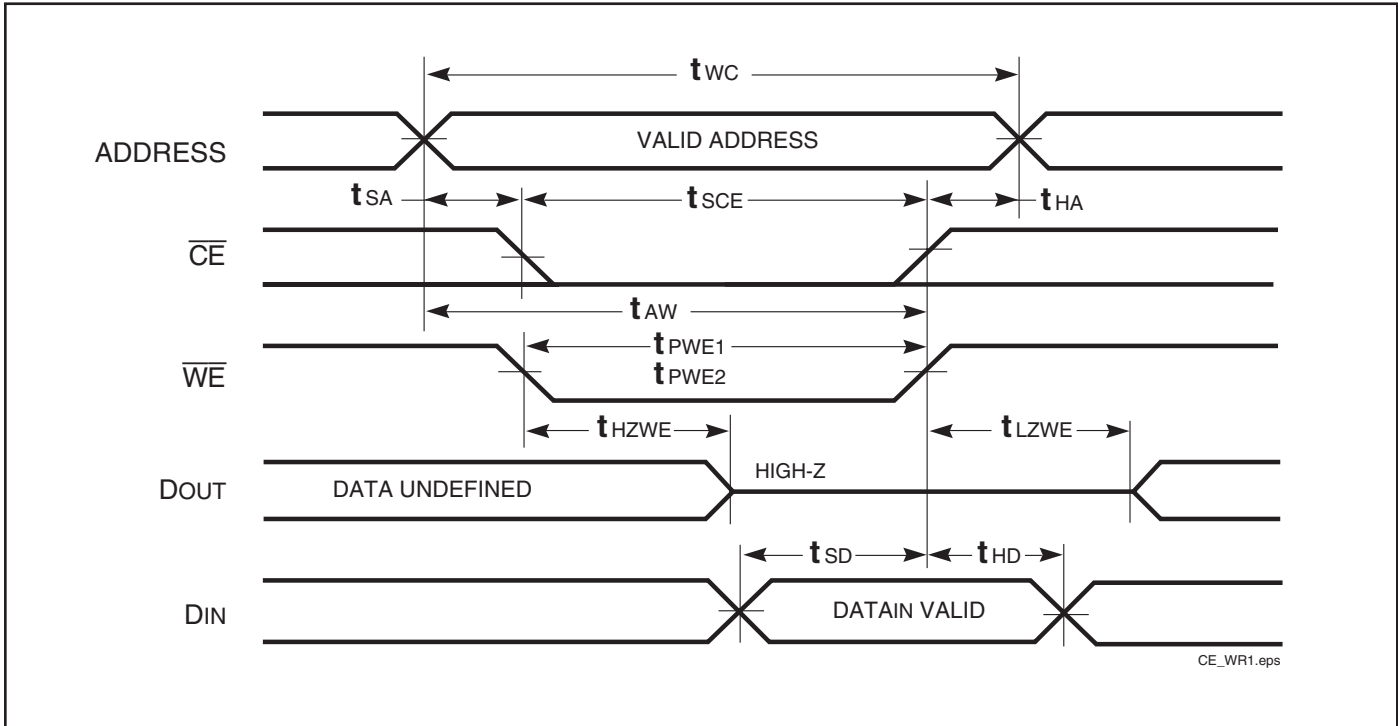 tWC
ADDRESS
VALID ADDRESS
tSA
tSCE
tHA
CE
tAW
tPWE1
WE
tPWE2
tHZWE
tLZWE
HIGH-Z
DOUT
DATA UNDEFINED
tSD
tHD
DIN
DATAIN VALID
CE_WR1.eps